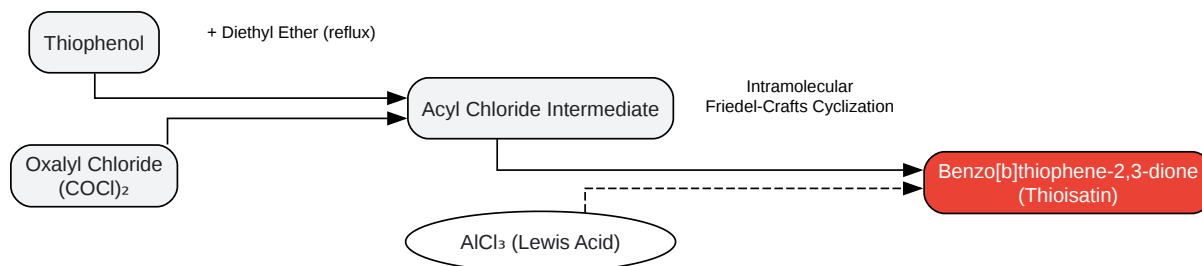 Thiophenol
+ Diethyl Ether (reflux)
Oxalyl Chloride
(COCl)₂
Acyl Chloride Intermediate
Intramolecular
Friedel-Crafts Cyclization
AlCl₃ (Lewis Acid)
Benzo[b]thiophene-2,3-dione
(Thioisatin)